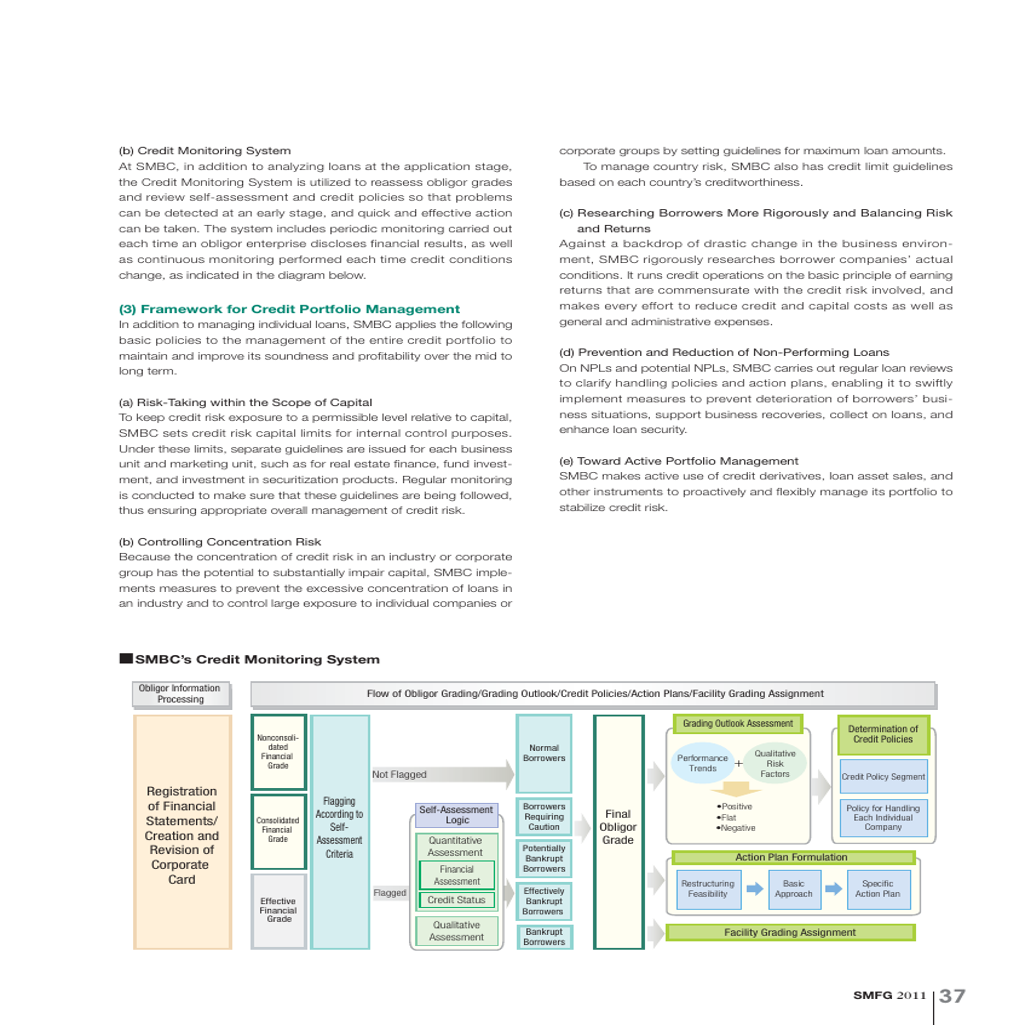 (b) Credit Monitoring System
At SMBC, in addition to analyzing loans at the application stage,
the Credit Monitoring System is utilized to reassess obligor grades
and review self-assessment and credit policies so that problems
can be detected at an early stage, and quick and effective action
can be taken. The system includes periodic monitoring carried out
each time an obligor enterprise discloses financial results, as well
as continuous monitoring performed each time credit conditions
change, as indicated in the diagram below.
(3) Framework for Credit Portfolio Management
In addition to managing individual loans, SMBC applies the following
basic policies to the management of the entire credit portfolio to
maintain and improve its soundness and profitability over the mid to
long term.
(a) Risk-Taking within the Scope of Capital
To keep credit risk exposure to a permissible level relative to capital,
SMBC sets credit risk capital limits for internal control purposes.
Under these limits, separate guidelines are issued for each business
unit and marketing unit, such as for real estate finance, fund invest-
ment, and investment in securitization products. Regular monitoring
is conducted to make sure that these guidelines are being followed,
thus ensuring appropriate overall management of credit risk.
(b) Controlling Concentration Risk
Because the concentration of credit risk in an industry or corporate
group has the potential to substantially impair capital, SMBC imple-
ments measures to prevent the excessive concentration of loans in
an industry and to control large exposure to individual companies or
corporate groups by setting guidelines for maximum loan amounts.
To manage country risk, SMBC also has credit limit guidelines
based on each country's creditworthiness.
(c) Researching Borrowers More Rigorously and Balancing Risk
and Returns
Against a backdrop of drastic change in the business environ-
ment, SMBC rigorously researches borrower companies' actual
conditions. It runs credit operations on the basic principle of earning
returns that are commensurate with the credit risk involved, and
makes every effort to reduce credit and capital costs as well as
general and administrative expenses.
(d) Prevention and Reduction of Non-Performing Loans
On NPLs and potential NPLs, SMBC carries out regular loan reviews
to clarify handling policies and action plans, enabling it to swiftly
implement measures to prevent deterioration of borrowers' busi-
ness situations, support business recoveries, collect on loans, and
enhance loan security.
(e) Toward Active Portfolio Management
SMBC makes active use of credit derivatives, loan asset sales, and
other instruments to proactively and flexibly manage its portfolio to
stabilize credit risk.
■SMBC's Credit Monitoring System
Obligor Information
Processing
Flow of Obligor Grading/Grading Outlook/Credit Policies/Action Plans/Facility Grading Assignment
Registration
of Financial
Statements/
Creation and
Revision of
Corporate
Card
Nonconsoli-
dated
Financial
Grade
Consolidated
Financial
Grade
Effective
Financial
Grade
Flagging
According to
Self-
Assessment
Criteria
Not Flagged
Flagged
Self-Assessment
Logic
Quantitative
Assessment
Financial
Assessment
Credit Status
Qualitative
Assessment
Normal
Borrowers
Borrowers
Requiring
Caution
Potentially
Bankrupt
Borrowers
Effectively
Bankrupt
Borrowers
Bankrupt
Borrowers
Final
Obligor
Grade
Grading Outlook Assessment
Performance
Trends
+
Qualitative
Risk
Factors
•Positive
•Flat
•Negative
Determination of
Credit Policies
Credit Policy Segment
Policy for Handling
Each Individual
Company
Action Plan Formulation
Restructuring
Feasibility
Basic
Approach
Specific
Action Plan
Facility Grading Assignment
SMFG 2011 37